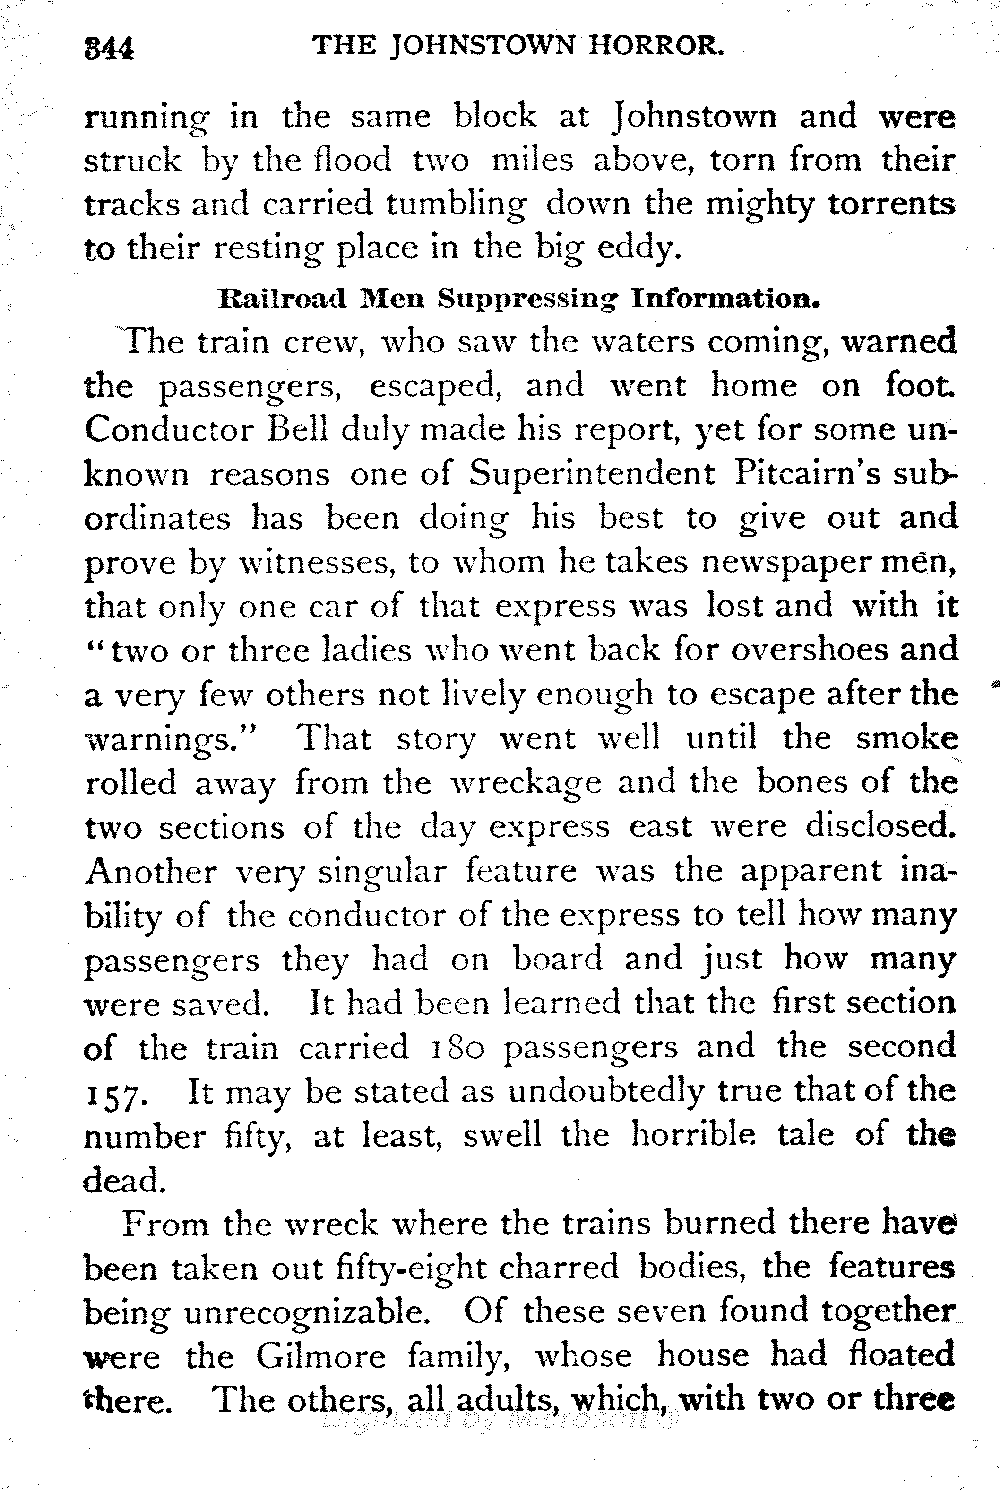 344 THE JOHNSTOWN HORROR.
running in the same block at Johnstown and were
struck by the flood two miles above, torn from their
tracks and carried tumbling down the mighty torrents
to their resting place in the big eddy.
Railroad Men Suppressing Information.
The train crew, who saw the waters coming, warned
the passengers, escaped, and went home on foot.
Conductor Bell duly made his report, yet for some un-
known reasons one of Superintendent Pitcairn's sub-
ordinates has been doing his best to give out and
prove by witnesses, to whom he takes newspaper men,
that only one car of that express was lost and with it
"two or three ladies who went back for overshoes and
a very few others not lively enough to escape after the
warnings." That story went well until the smoke
rolled away from the wreckage and the bones of the
two sections of the day express east were disclosed.
Another very singular feature was the apparent ina-
bility of the conductor of the express to tell how many
passengers they had on board and just how many
were saved. It had been learned that the first section
of the train carried 180 passengers and the second
157. It may be stated as undoubtedly true that of the
number fifty, at least, swell the horrible tale of the
dead.
From the wreck where the trains burned there have
been taken out fifty-eight charred bodies, the features
being unrecognizable. Of these seven found together
were the Gilmore family, whose house had floated
there. The others, all adults, which, with two or three
Digitized by Microsoft ®